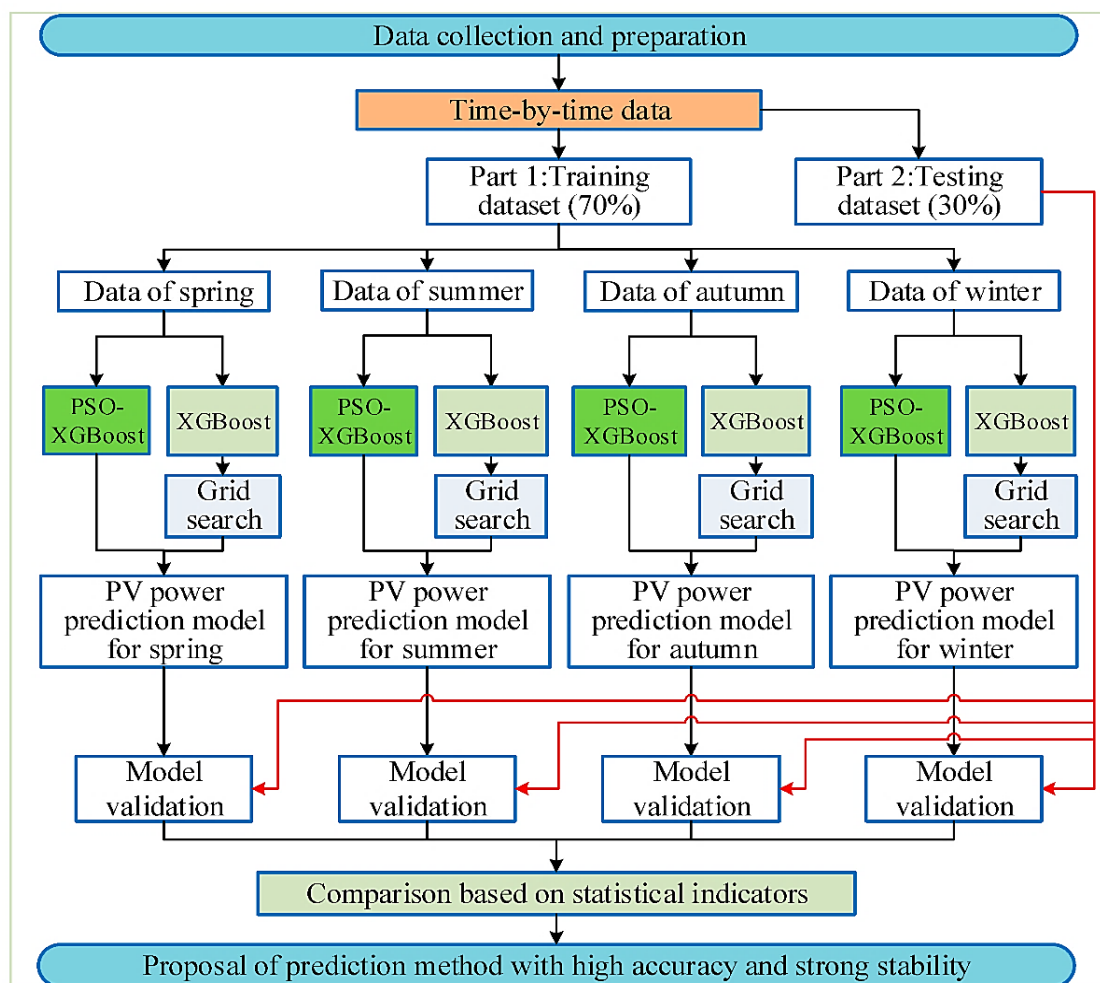 Data collection and preparation
Time-by-time data
Part 1:Training
dataset (70%)
Part 2:Testing
dataset (30%)
Data of spring
Data of summer
Data of autumn
Data of winter
PSO-
XGBoost
XGBoost
PSO-
XGBoost
XGBoost
PSO-
XGBoost
XGBoost
PSO-
XGBoost
XGBoost
Grid
search
Grid
search
Grid
search
Grid
search
PV power
prediction model
for spring
PV power
prediction model
for summer
PV power
prediction model
for autumn
PV power
prediction model
for winter
Model
validation
Model
validation
Model
validation
Model
validation
Comparison based on statistical indicators
Proposal of prediction method with high accuracy and strong stability